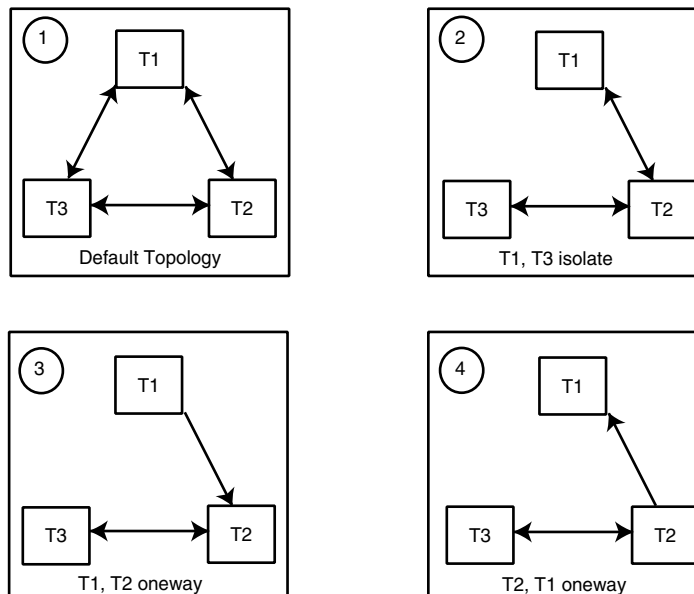 1
T1
T3
T2
Default Topology
2
T1
T3
T2
T1, T3 isolate
3
T1
T3
T2
T1, T2 oneway
4
T1
T3
T2
T2, T1 oneway